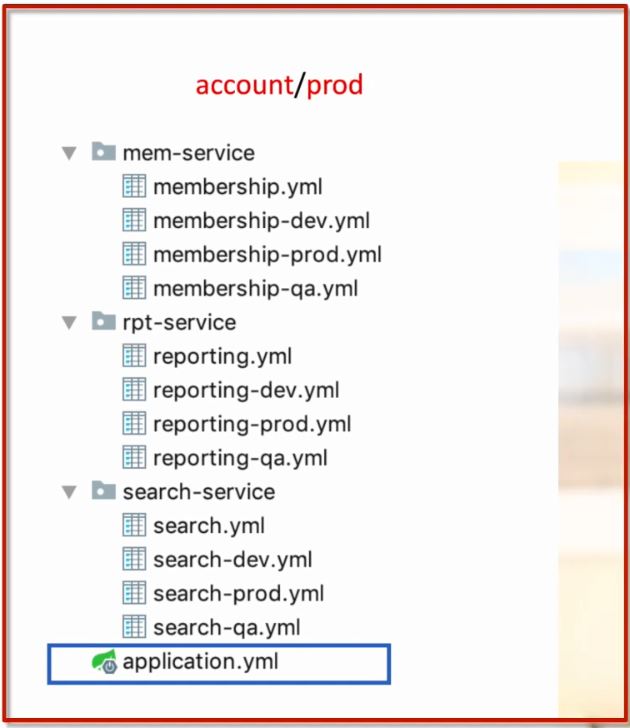 account/prod
mem-service
membership.yml
membership-dev.yml
membership-prod.yml
membership-qa.yml
rpt-service
reporting.yml
reporting-dev.yml
reporting-prod.yml
reporting-qa.yml
search-service
search.yml
search-dev.yml
search-prod.yml
search-qa.yml
application.yml